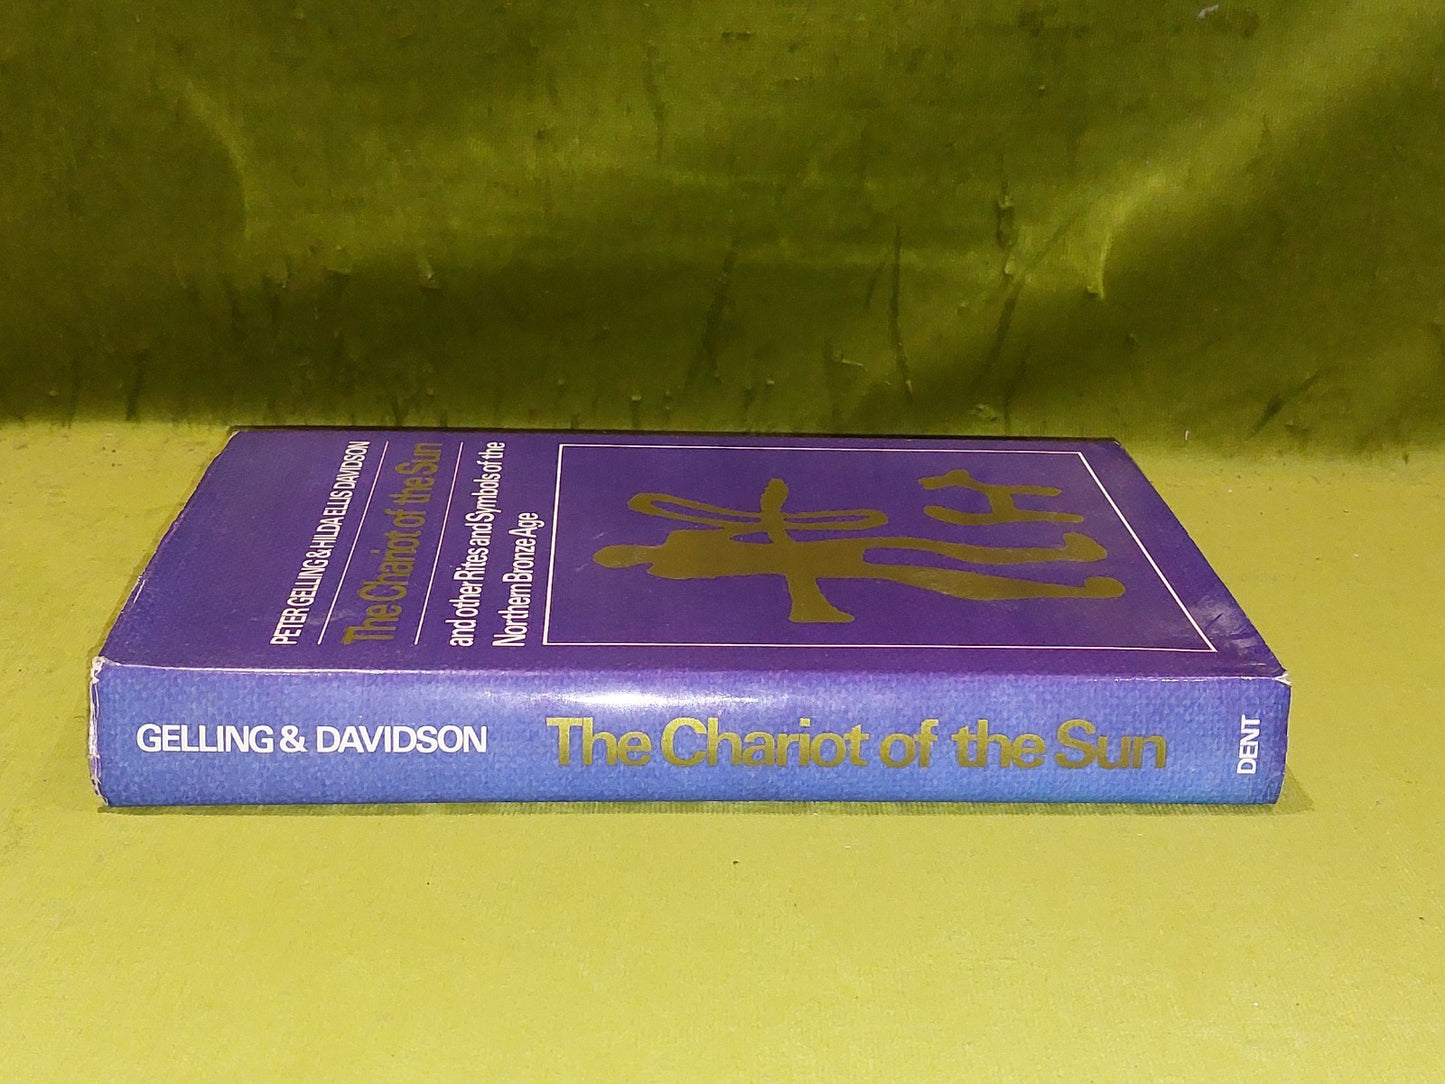 PETER GELLING & HILDA ELLIS DAVIDSON
The Chariot of the Sun
and other Rites and Symbols of the
Northern Bronze Age
GELLING & DAVIDSON
The Chariot of the Sun
DENT